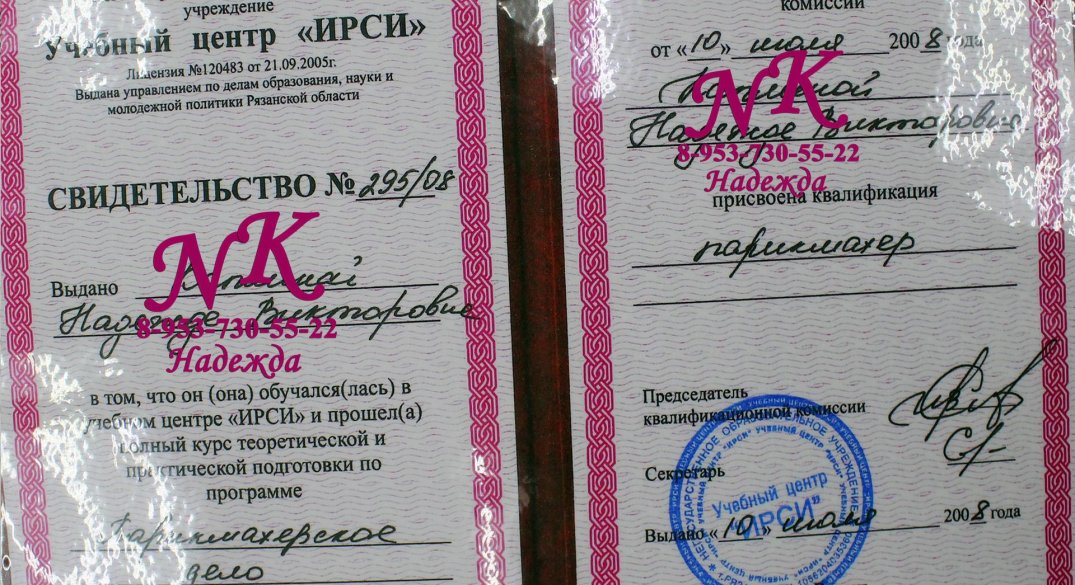 учреждение
Учебный центр «ИРСИ»
Лицензия №120483 от 21.09.2005г.
Выдана управлением по делам образования, науки и
молодежной политики Рязанской области
СВИДЕТЕЛЬСТВО № 295/08
NK
Выдано
Надежде Викторовне
8-953-730-55-22
Надежда
в том, что он (она) обучался(лась) в
учебном центре «ИРСИ» и прошел(а)
полный курс теоретической и
практической подготовки по
программе
Парикмахерское
дело
комиссии
от «10» июля 2008 года
NK
Надежде Викторовне
8-953-730-55-22
Надежда
присвоена квалификация
парикмахер
Председатель
квалификационной комиссии
Секретарь
Учебный центр
"ИРСИ"
Выдано «10» июля 2008 года